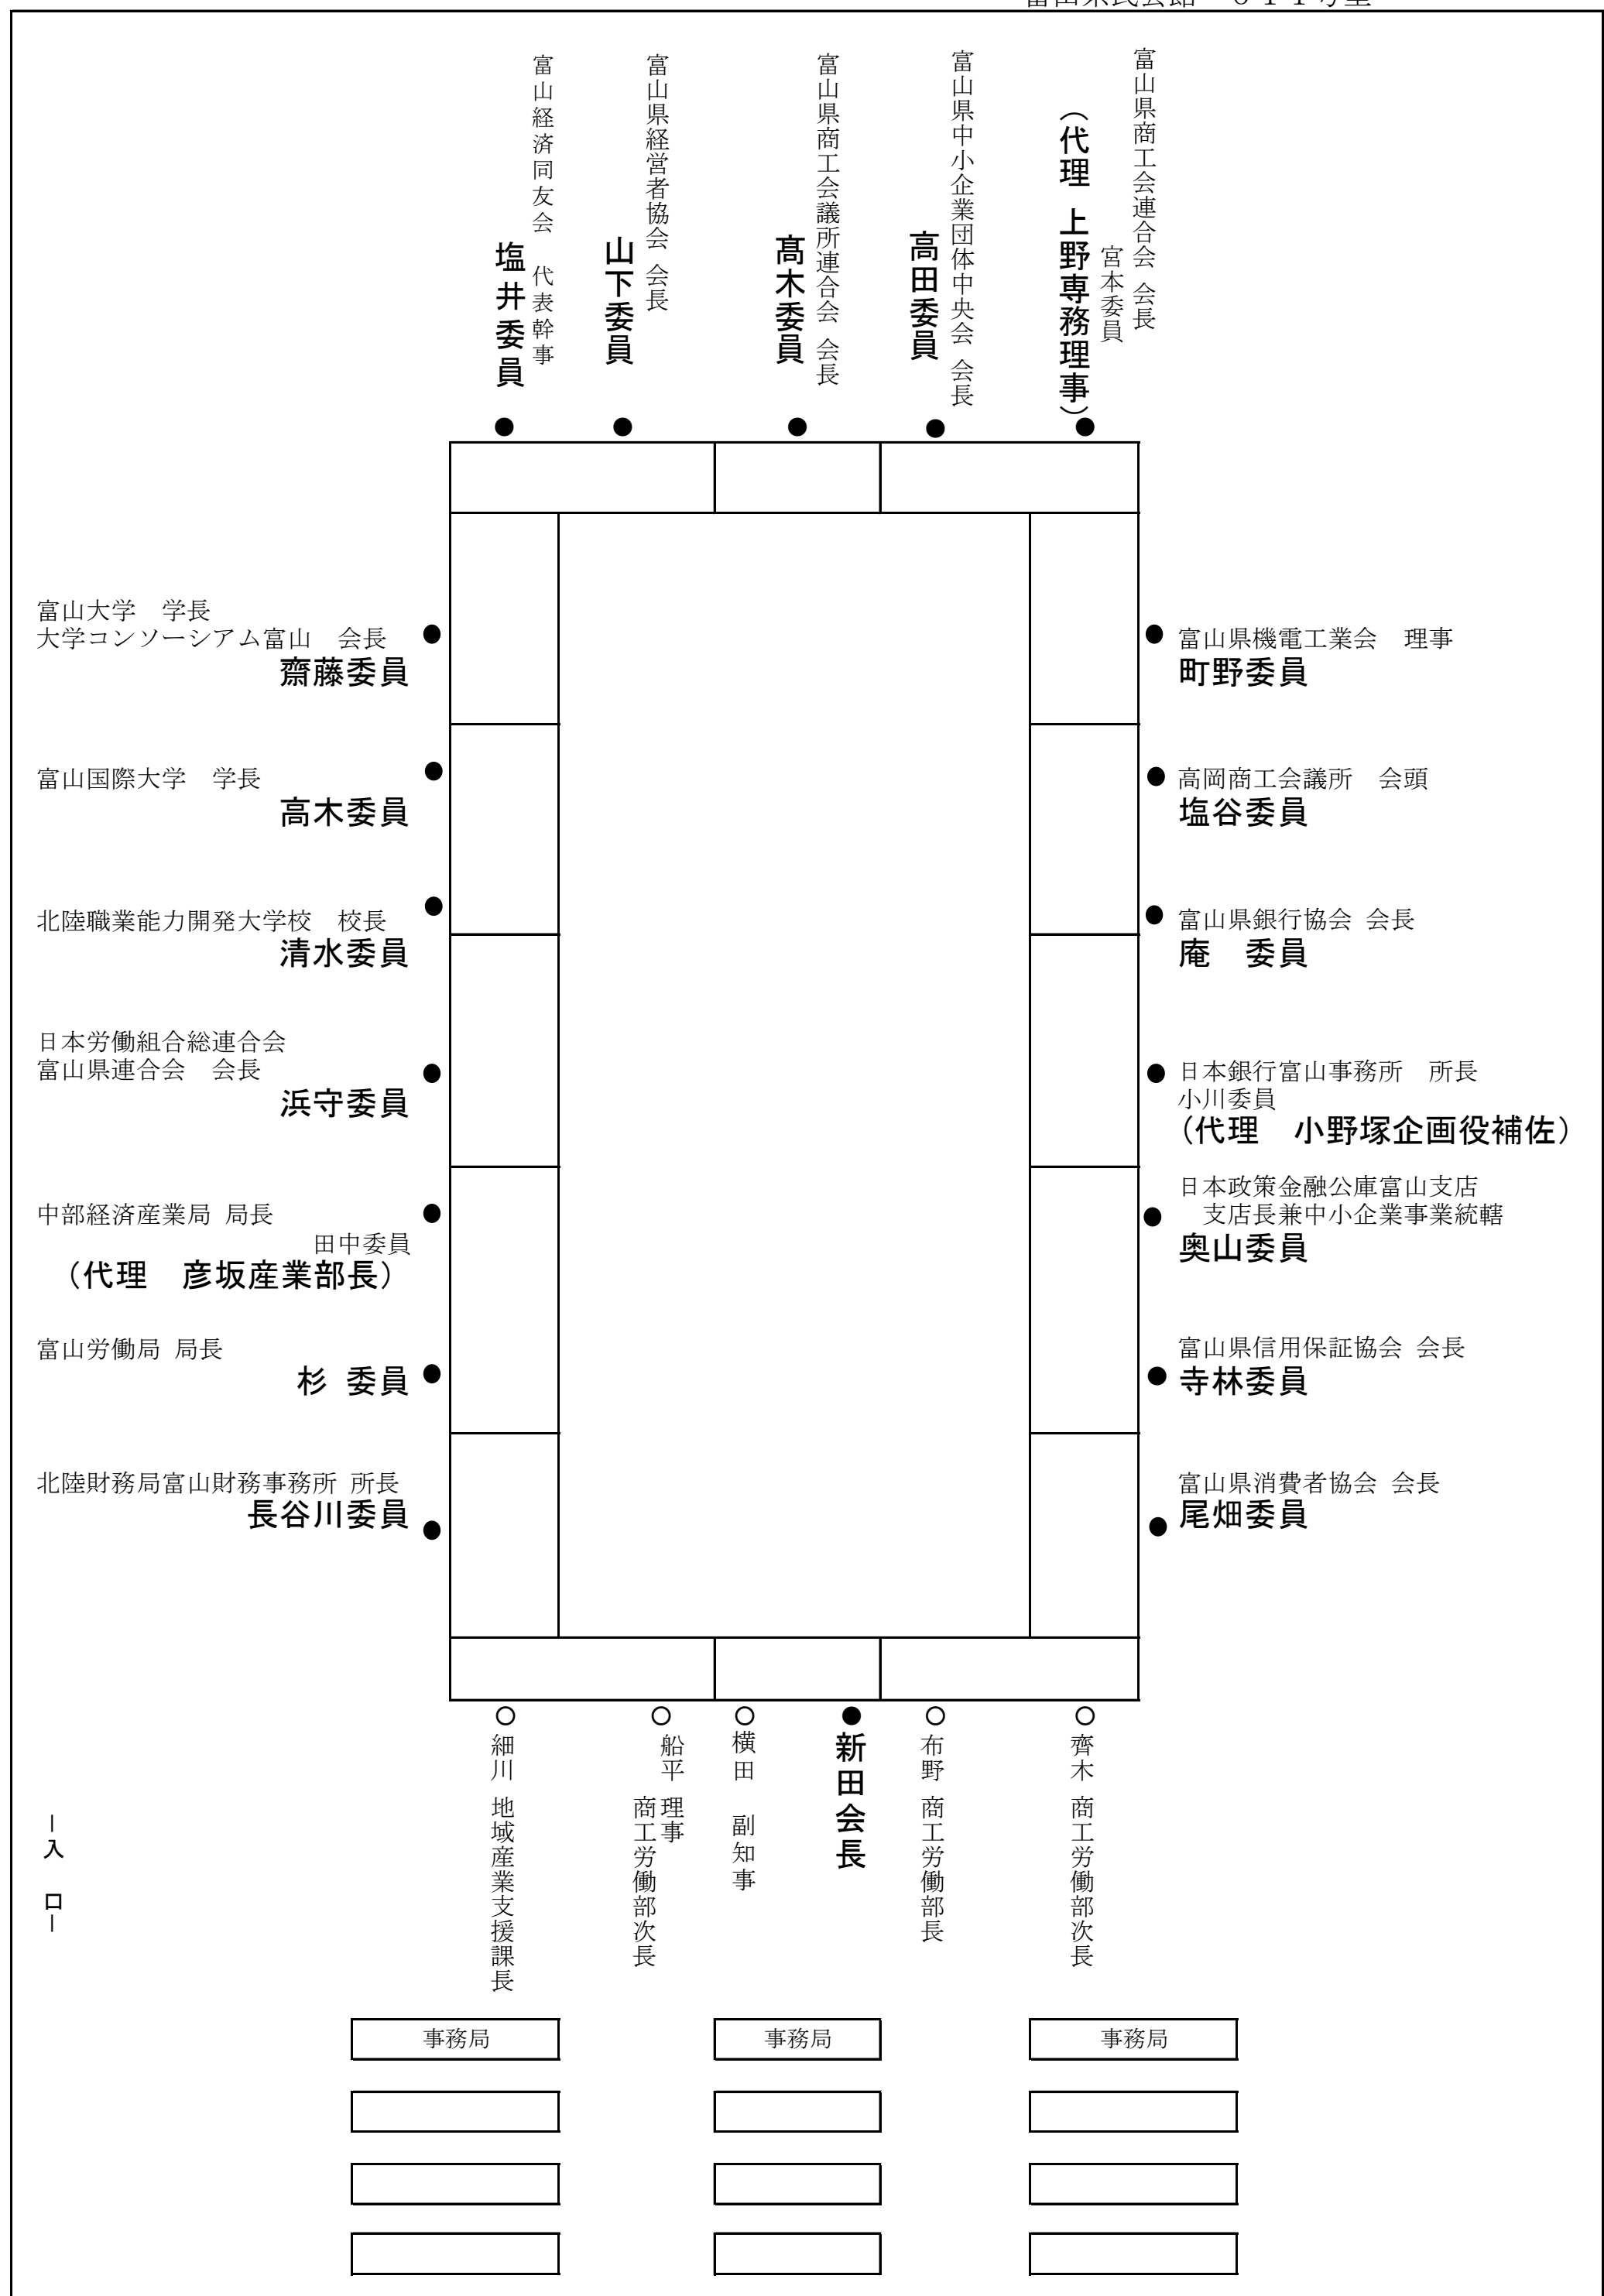 富山経済同友会　代表幹事
塩井委員
富山県経営者協会 会長
山下委員
富山県商工会議所連合会 会長
髙木委員
富山県中小企業団体中央会 会長
高田委員
富山県商工会連合会 会長
宮本委員
（代理 上野専務理事）
富山大学　学長
大学コンソーシアム富山　会長
齋藤委員
富山国際大学　学長
高木委員
北陸職業能力開発大学校　校長
清水委員
日本労働組合総連合会
富山県連合会　会長
浜守委員
中部経済産業局 局長
田中委員
（代理　彦坂産業部長）
富山労働局 局長
杉 委員
北陸財務局富山財務事務所 所長
長谷川委員
富山県機電工業会　理事
町野委員
高岡商工会議所　会頭
塩谷委員
富山県銀行協会 会長
庵　委員
日本銀行富山事務所　所長
小川委員
（代理　小野塚企画役補佐）
日本政策金融公庫富山支店
支店長兼中小企業事業統轄
奥山委員
富山県信用保証協会 会長
寺林委員
富山県消費者協会 会長
尾畑委員
細川 地域産業支援課長
船平 理事
商工労働部次長
横田　副知事
新田会長
布野 商工労働部長
齊木 商工労働部次長
－入　口－
事務局
事務局
事務局